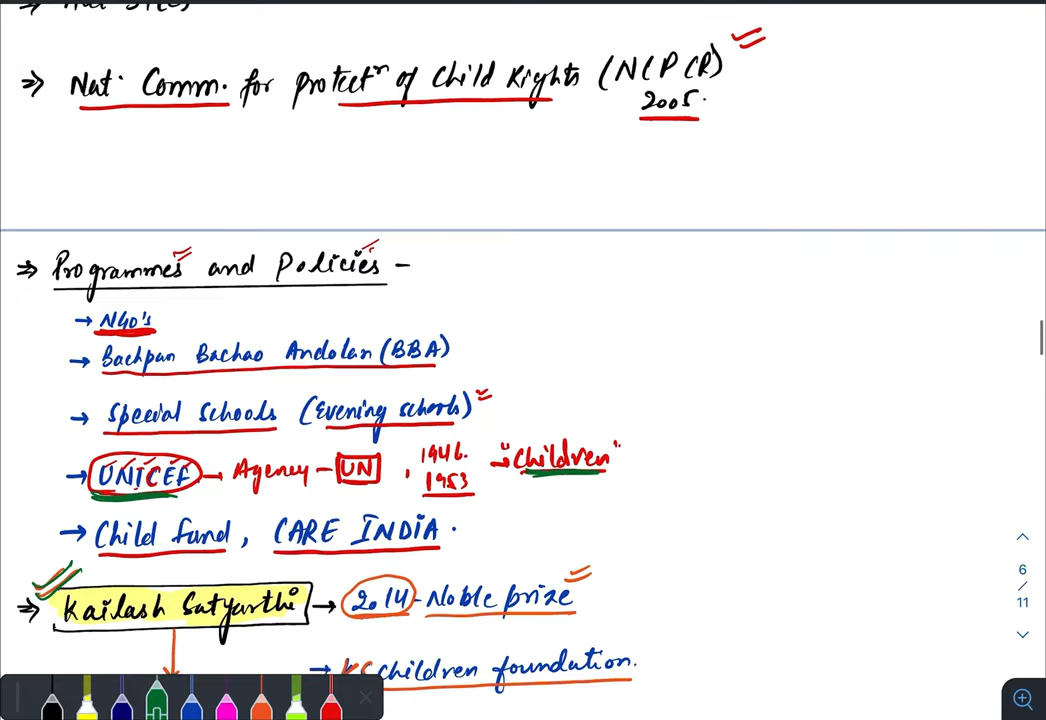 ⇒ Nat. Comm. for Protectⁿ of Child Rights (NCPCR)
2005.
⇒ Programmes and Policies -
→ NGO's
→ Bachpan Bachao Andolan (BBA)
→ Special Schools (Evening schools)
→ UNICEF → Agency - UN, 1946. → "Children"
1953
→ Child fund, CARE INDIA.
⇒ Kailash Satyarthi → 2014 - Noble prize
→ KS children foundation.
6
/
11